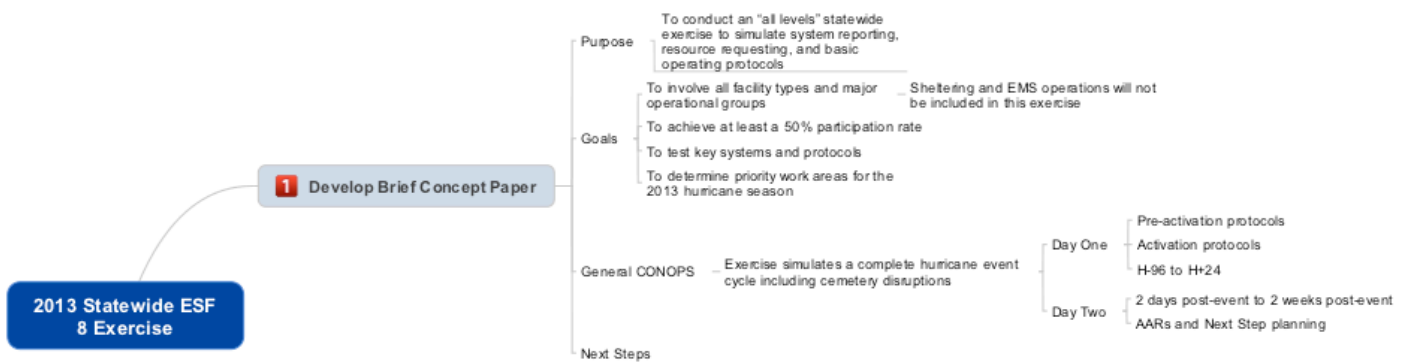 To conduct an "all levels" statewide
exercise to simulate system reporting,
resource requesting, and basic
operating protocols
Purpose
To involve all facility types and major
operational groups
Sheltering and EMS operations will not
be included in this exercise
Goals
To achieve at least a 50% participation rate
To test key systems and protocols
To determine priority work areas for the
2013 hurricane season
1 Develop Brief Concept Paper
General CONOPS
Exercise simulates a complete hurricane event
cycle including cemetery disruptions
Day One
Pre-activation protocols
Activation protocols
H-96 to H+24
Day Two
2 days post-event to 2 weeks post-event
AARs and Next Step planning
2013 Statewide ESF
8 Exercise
Next Steps